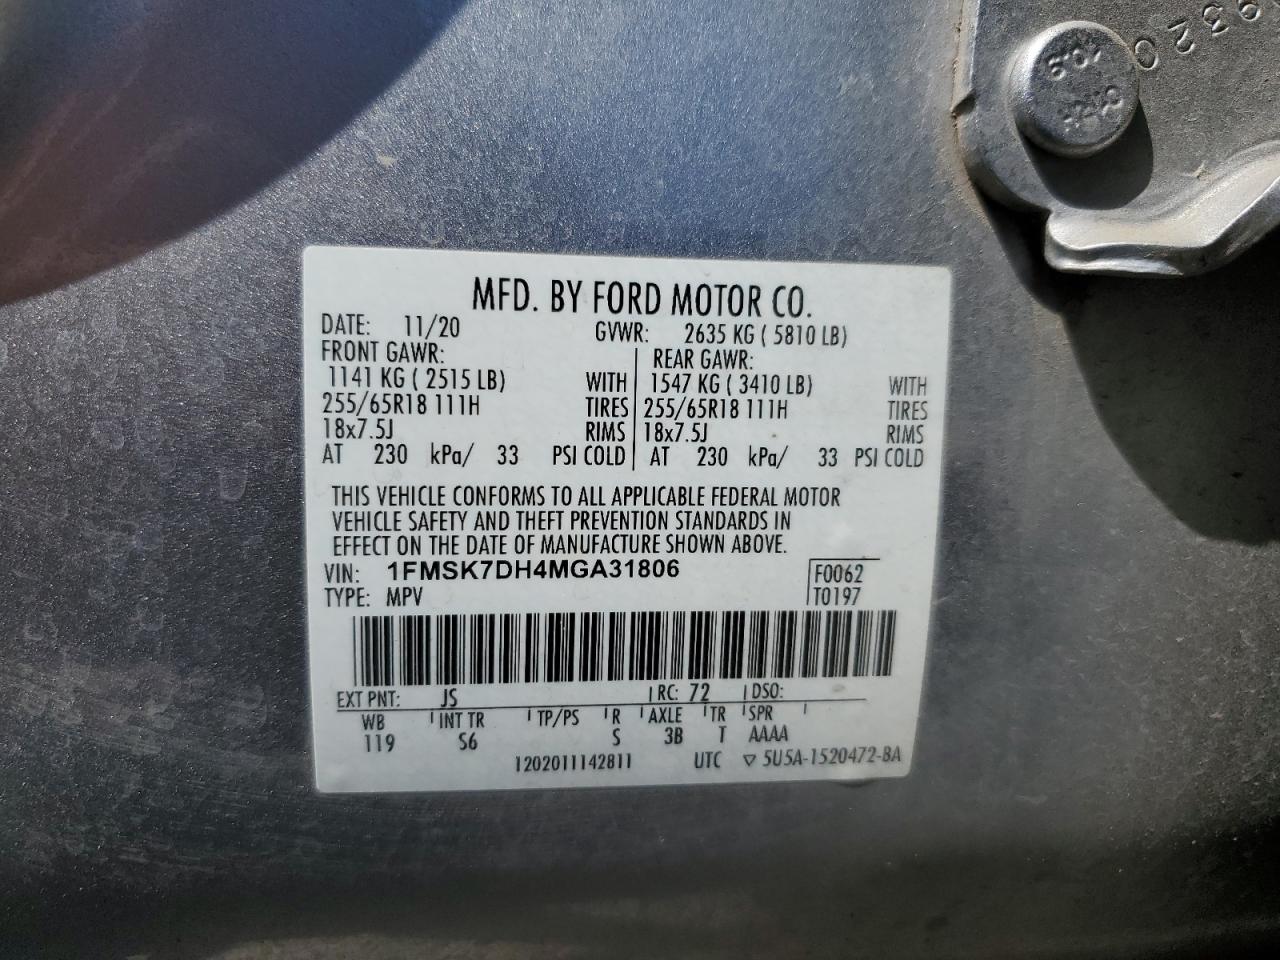 9320
10.9
MFD. BY FORD MOTOR CO.
DATE: 11/20 GVWR: 2635 KG ( 5810 LB)
FRONT GAWR: REAR GAWR:
1141 KG ( 2515 LB) WITH 1547 KG ( 3410 LB) WITH
255/65R18 111H TIRES 255/65R18 111H TIRES
18x7.5J RIMS 18x7.5J RIMS
AT 230 kPa/ 33 PSI COLD AT 230 kPa/ 33 PSI COLD
THIS VEHICLE CONFORMS TO ALL APPLICABLE FEDERAL MOTOR
VEHICLE SAFETY AND THEFT PREVENTION STANDARDS IN
EFFECT ON THE DATE OF MANUFACTURE SHOWN ABOVE.
VIN: 1FMSK7DH4MGA31806 F0062
TYPE: MPV T0197
EXT PNT: JS RC: 72 DSO:
WB INT TR TP/PS R AXLE TR SPR
119 S6 S 3B T AAAA
1202011142811 UTC ▽ 5U5A-1520472-BA